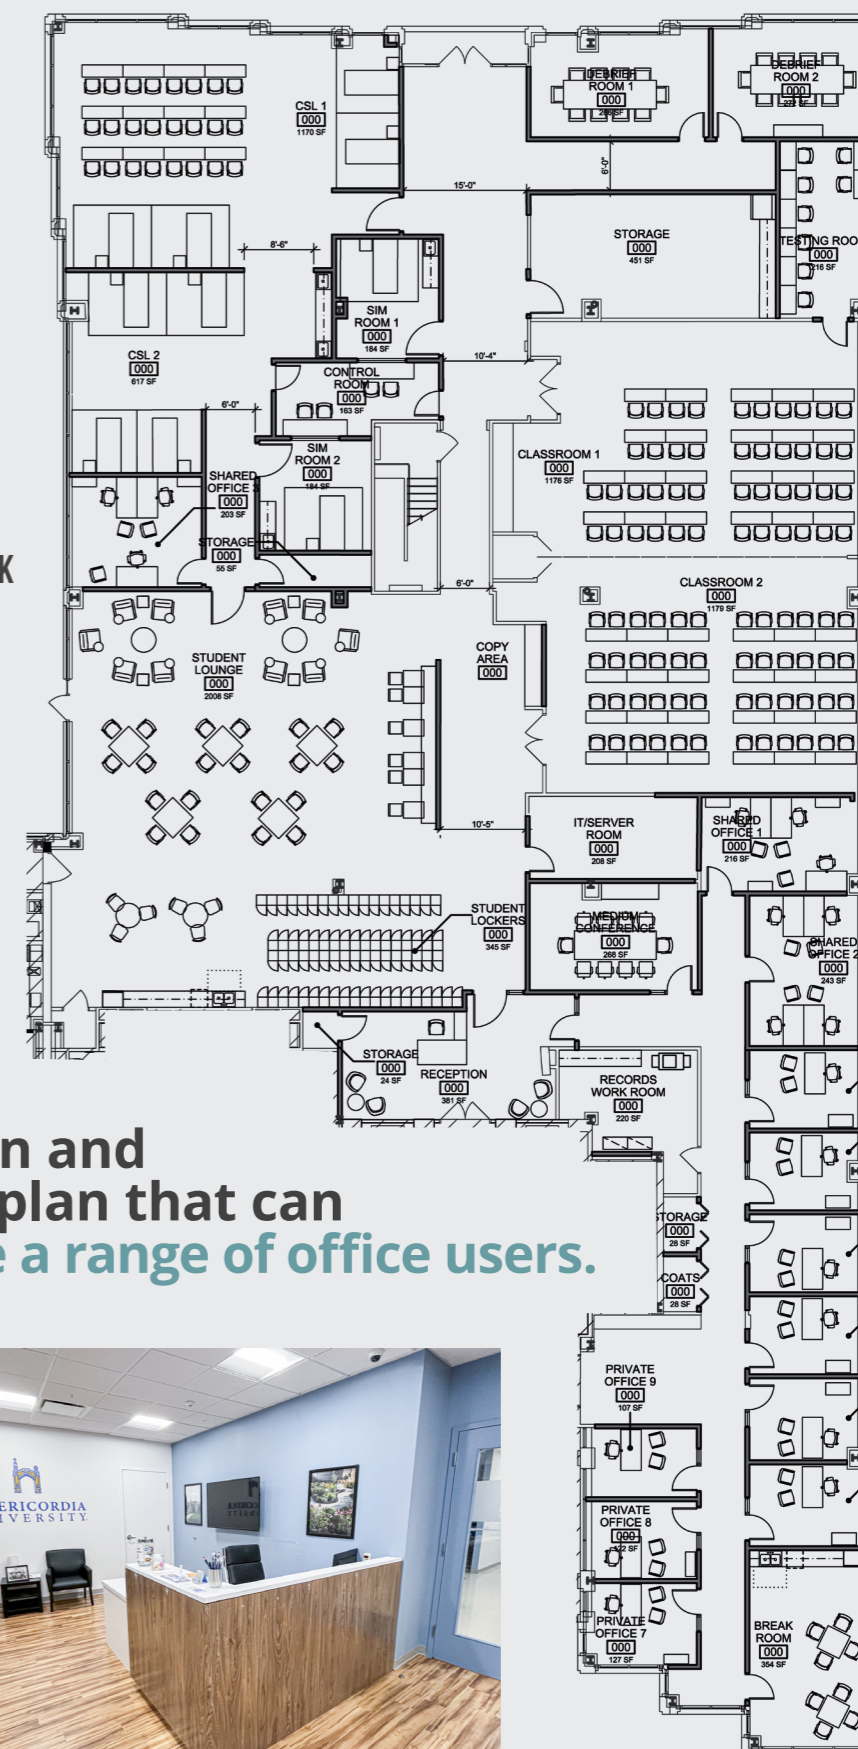 DEBRIEF
ROOM 1
000
DEBRIEF
ROOM 2
000
272 SF
CSL 1
000
1170 SF
15'-0"
6'-0"
STORAGE
000
451 SF
TESTING ROO
000
216 SF
8'-6"
SIM
ROOM 1
000
184 SF
10'-4"
CSL 2
000
617 SF
CONTROL
ROOM
000
163 SF
6'-0"
SIM
ROOM 2
000
184 SF
CLASSROOM 1
000
1176 SF
SHARED
OFFICE 3
000
203 SF
STORAGE
000
55 SF
K
6'-0"
CLASSROOM 2
000
1179 SF
STUDENT
LOUNGE
000
2008 SF
COPY
AREA
000
10'-5"
IT/SERVER
ROOM
000
208 SF
SHARED
OFFICE 1
000
216 SF
STUDENT
LOCKERS
000
345 SF
MEDIUM
CONFERENCE
000
268 SF
SHARED
OFFICE 2
000
243 SF
STORAGE
000
24 SF
RECEPTION
000
381 SF
RECORDS
WORK ROOM
000
220 SF
n and
plan that can
e a range of office users.
STORAGE
000
28 SF
COATS
000
28 SF
PRIVATE
OFFICE 9
000
107 SF
PRIVATE
OFFICE 8
000
122 SF
PRIVATE
OFFICE 7
000
127 SF
BREAK
ROOM
000
354 SF
ERICORDIA
IVERSITY